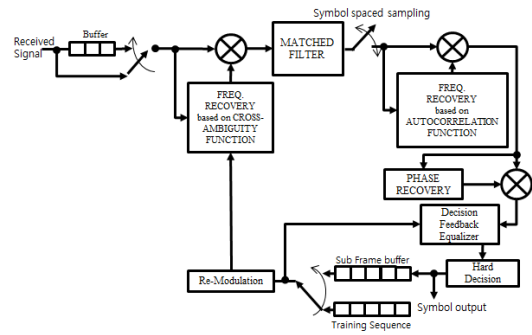 Symbol spaced sampling
Received
Signal
Buffer
MATCHED
FILTER
FREQ.
RECOVERY
based on CROSS-
AMBIGUITY
FUNCTION
FREQ.
RECOVERY
based on
AUTOCORRELATION
FUNCTION
PHASE
RECOVERY
Decision
Feedback
Equalizer
Sub Frame buffer
Hard
Decision
Re-Modulation
Symbol output
Training Sequence